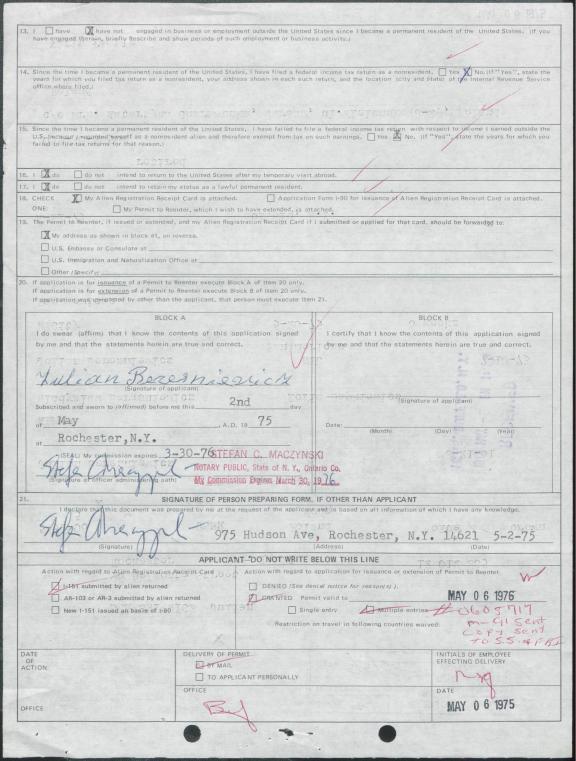 13. I ☐ have ☒ have not engaged in business or employment outside the United States since I became a permanent resident of the United States. (If you
have engaged therein, briefly describe and show periods of such employment or business activity.)
14. Since the time I became a permanent resident of the United States, I have filed a federal income tax return as a nonresident. ☐ Yes ☒ No. (If "Yes", state the
years for which you filed tax return as a nonresident, your address shown in each such return, and the location (city and State) of the Internal Revenue Service
office where filed.)
15. Since the time I became a permanent resident of the United States, I have failed to file a federal income tax return with respect to income I earned outside the
U.S. because I regarded myself as a nonresident alien and therefore exempt from tax on such earnings. ☐ Yes ☒ No. (If "Yes", state the years for which you
failed to file tax returns for that reason.)
16. I ☒ do ☐ do not intend to return to the United States after my temporary visit abroad.
17. I ☒ do ☐ do not intend to retain my status as a lawful permanent resident.
18. CHECK ☒ My Alien Registration Receipt Card is attached. ☐ Application Form I-90 for issuance of Alien Registration Receipt Card is attached.
ONE: ☐ My Permit to Reenter, which I wish to have extended, is attached.
19. The Permit to Reenter, if issued or extended, and my Alien Registration Receipt Card if I submitted or applied for that card, should be forwarded to:
☒ My address as shown in block #1, on reverse.
☐ U.S. Embassy or Consulate at
☐ U.S. Immigration and Naturalization Office at
☐ Other (Specify)
20. If application is for issuance of a Permit to Reenter execute Block A of Item 20 only.
If application is for extension of a Permit to Reenter execute Block B of Item 20 only.
If application was completed by other than the applicant, that person must execute Item 21.
BLOCK A
I do swear (affirm) that I know the contents of this application signed
by me and that the statements herein are true and correct.
Julian Beresniewicz
(Signature of applicant)
Subscribed and sworn to (affirmed) before me this 2nd day
of May , A.D. 19 75
at Rochester,N.Y.
(SEAL) My commission expires 3-30-76
STEFAN C. MACZYNSKI
NOTARY PUBLIC, State of N. Y., Ontario Co.
My Commission Expires March 30, 1976
(Signature of officer administering oath) (Title)
BLOCK B
I certify that I know the contents of this application signed
by me and that the statements herein are true and correct.
(Signature of applicant)
Date:
(Month) (Day) (Year)
21. SIGNATURE OF PERSON PREPARING FORM, IF OTHER THAN APPLICANT
I declare that this document was prepared by me at the request of the applicant and is based on all information of which I have any knowledge.
975 Hudson Ave, Rochester, N.Y. 14621 5-2-75
(Signature) (Address) (Date)
APPLICANT DO NOT WRITE BELOW THIS LINE
Action with regard to Alien Registration Receipt Card
☒ I-151 submitted by alien returned
☐ AR-103 or AR-3 submitted by alien returned
☐ New I-151 issued on basis of I-90
Action with regard to application for issuance or extension of Permit to Reenter.
☐ DENIED (See denial notice for reason(s)).
☒ GRANTED Permit valid to MAY 06 1976
☐ Single entry ☒ Multiple entries #0605717
Restriction on travel in following countries waived:
m-91 sent
copy sent
DATE
OF
ACTION
OFFICE
DELIVERY OF PERMIT
☒ BY MAIL
☐ TO APPLICANT PERSONALLY
OFFICE
Buf
INITIALS OF EMPLOYEE
EFFECTING DELIVERY
DATE
MAY 06 1975